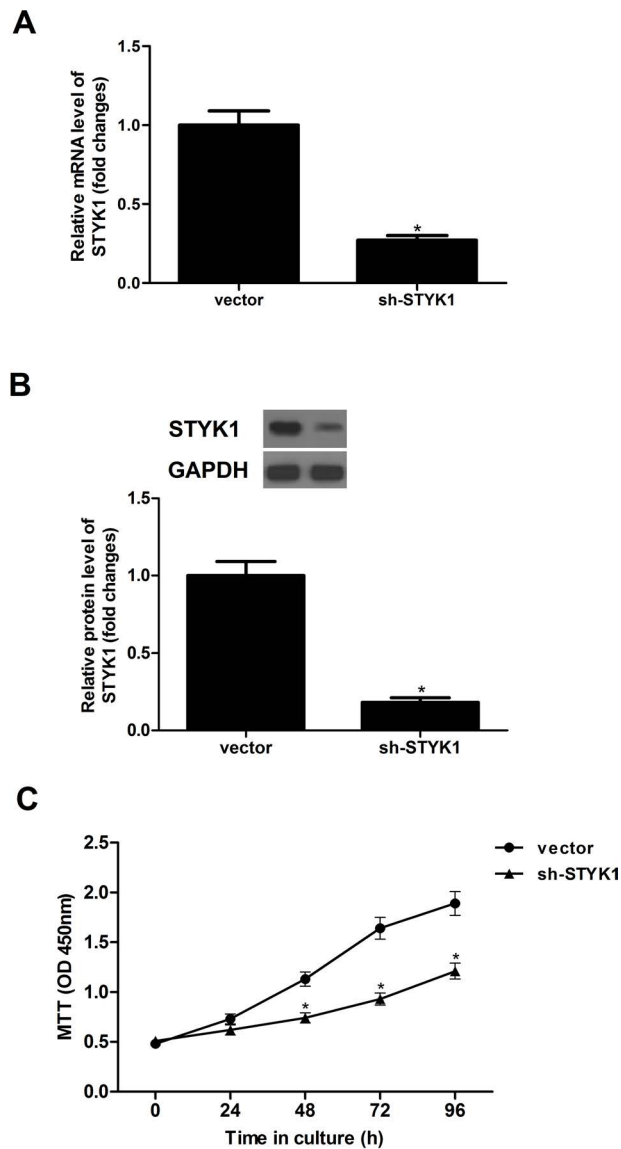 A
Relative mRNA level of
STYK1 (fold changes)
1.5
1.0
0.5
0.0
*
vector
sh-STYK1
B
STYK1
GAPDH
Relative protein level of
STYK1 (fold changes)
1.5
1.0
0.5
0.0
*
vector
sh-STYK1
C
MTT (OD 450nm)
2.5
2.0
1.5
1.0
0.5
0.0
vector
sh-STYK1
*
*
*
0 24 48 72 96
Time in culture (h)